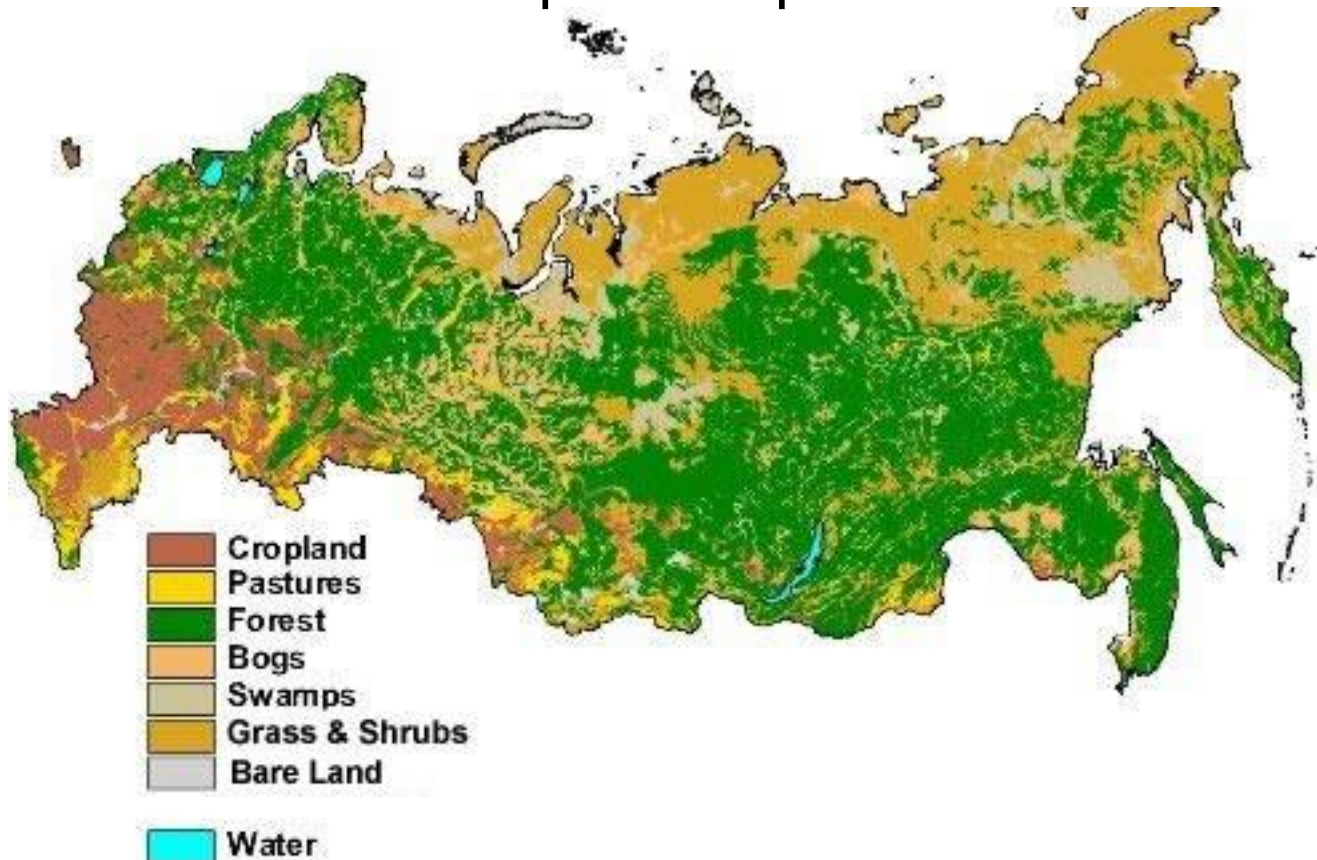 Cropland
Pastures
Forest
Bogs
Swamps
Grass & Shrubs
Bare Land
Water